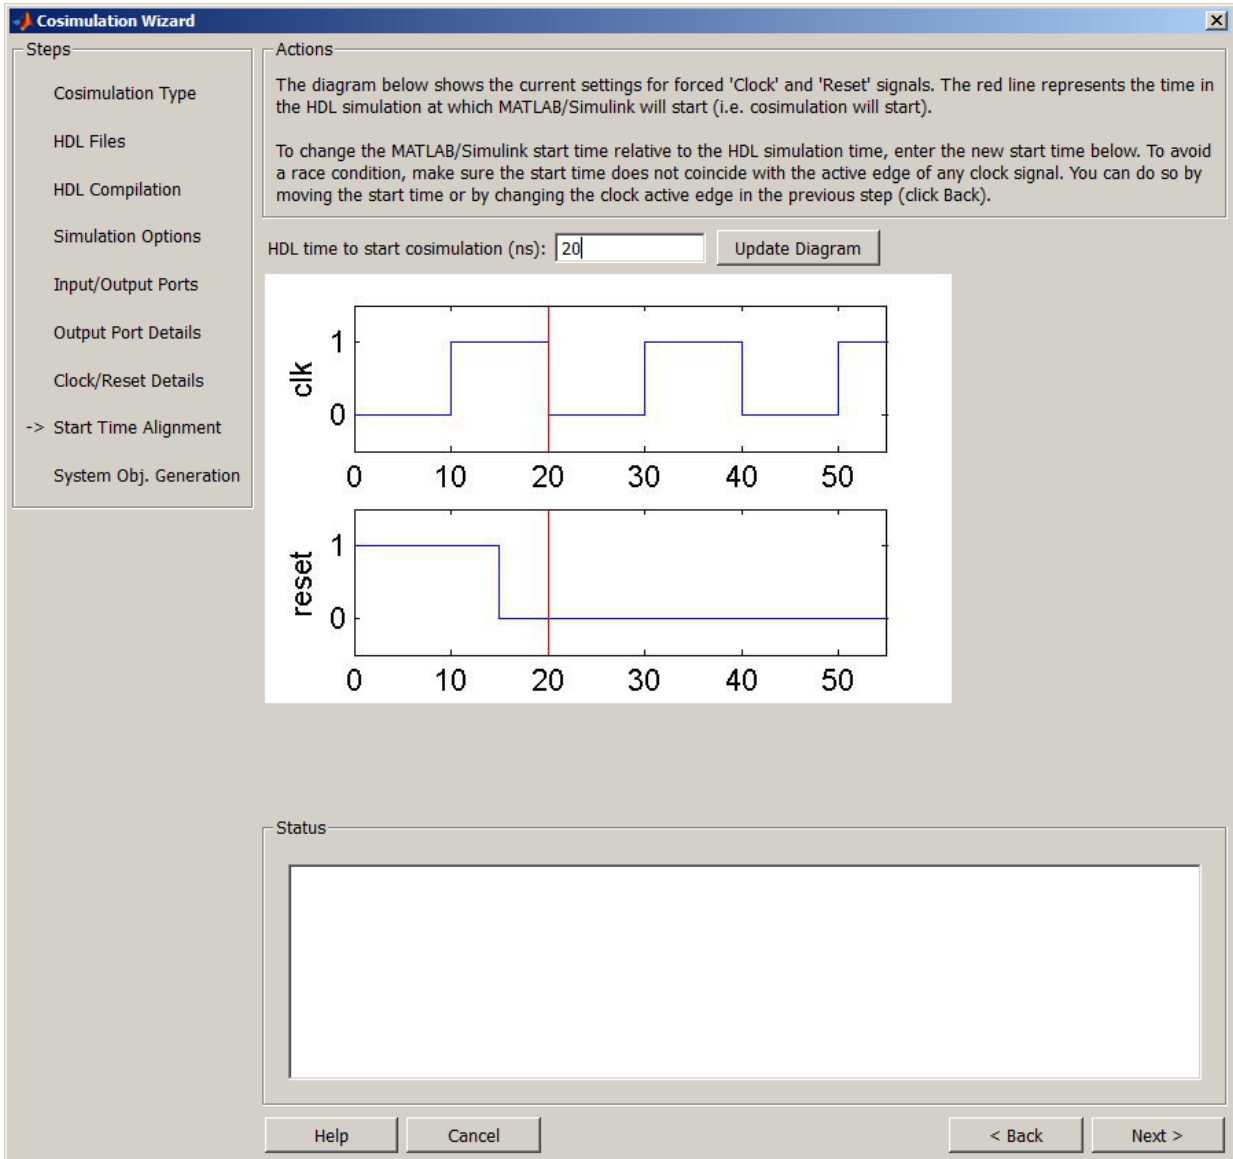 Cosimulation Wizard
Steps
Cosimulation Type
HDL Files
HDL Compilation
Simulation Options
Input/Output Ports
Output Port Details
Clock/Reset Details
-> Start Time Alignment
System Obj. Generation
Actions
The diagram below shows the current settings for forced 'Clock' and 'Reset' signals. The red line represents the time in
the HDL simulation at which MATLAB/Simulink will start (i.e. cosimulation will start).
To change the MATLAB/Simulink start time relative to the HDL simulation time, enter the new start time below. To avoid
a race condition, make sure the start time does not coincide with the active edge of any clock signal. You can do so by
moving the start time or by changing the clock active edge in the previous step (click Back).
HDL time to start cosimulation (ns): 20 Update Diagram
clk
1
0
0 10 20 30 40 50
reset
1
0
0 10 20 30 40 50
Status
Help Cancel < Back Next >